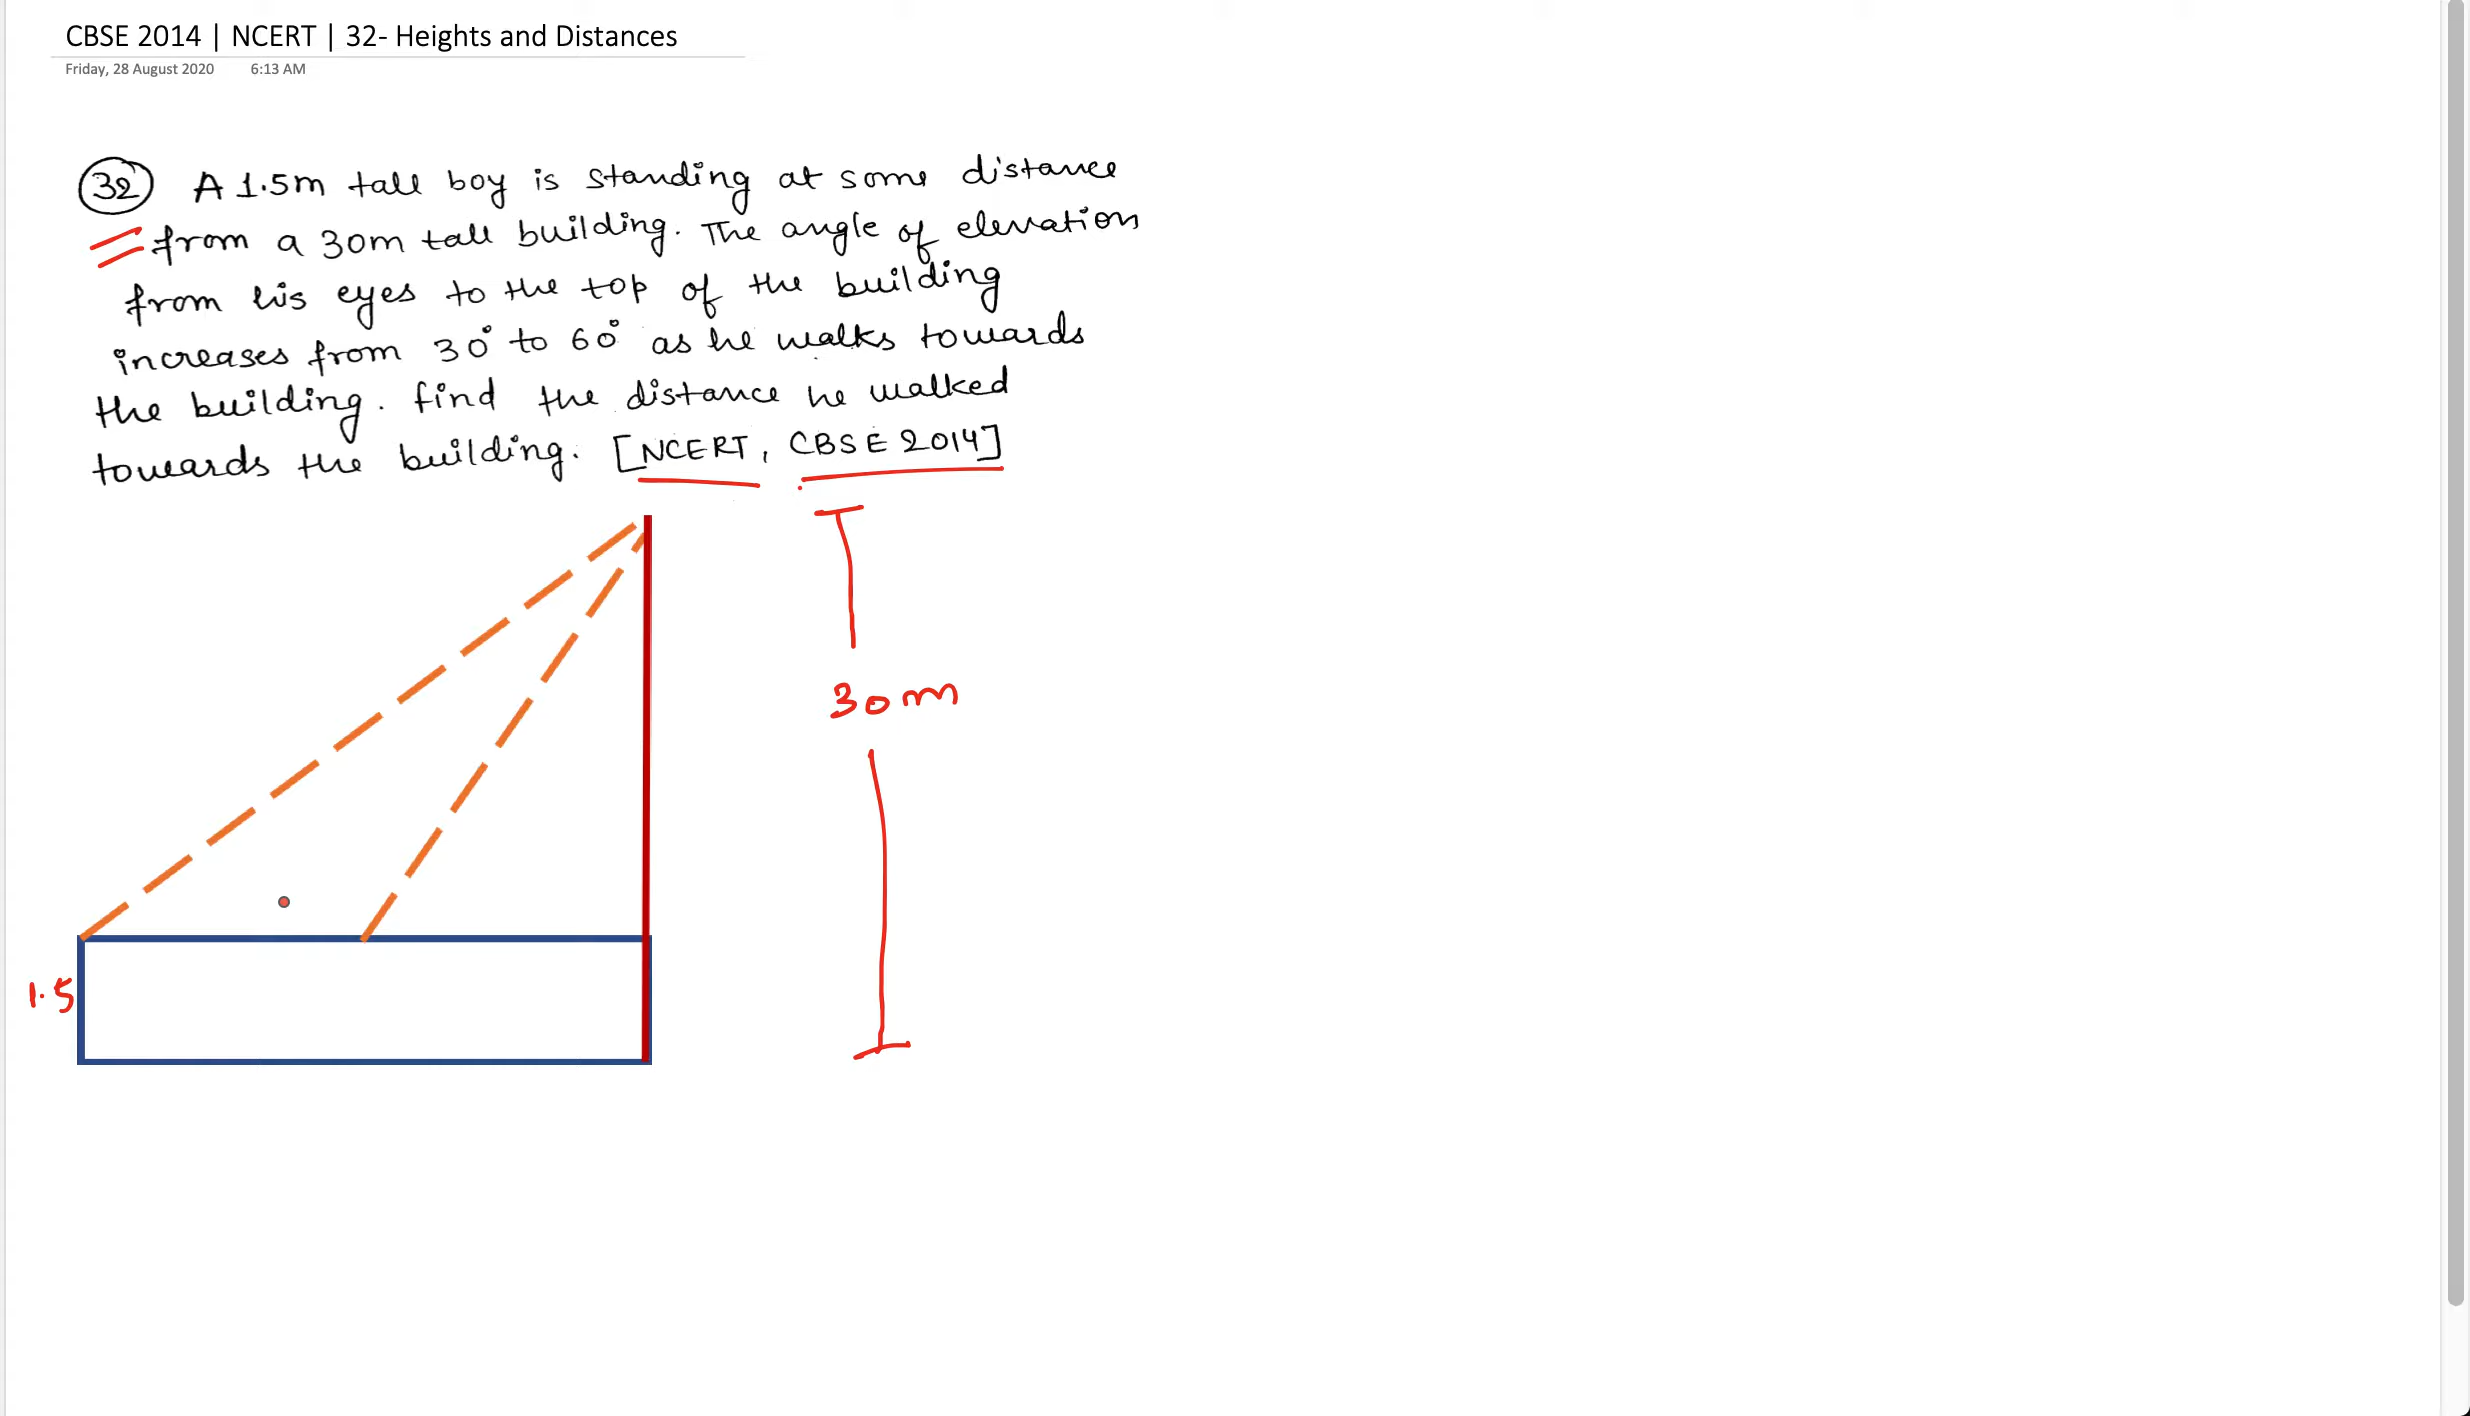 CBSE 2014 | NCERT | 32- Heights and Distances
Friday, 28 August 2020 6:13 AM
32 A 1.5m tall boy is standing at some distance
from a 30m tall building. The angle of elevation
from his eyes to the top of the building
increases from 30° to 60° as he walks towards
the building. find the distance he walked
towards the building. [NCERT, CBSE 2014]
30m
1.5